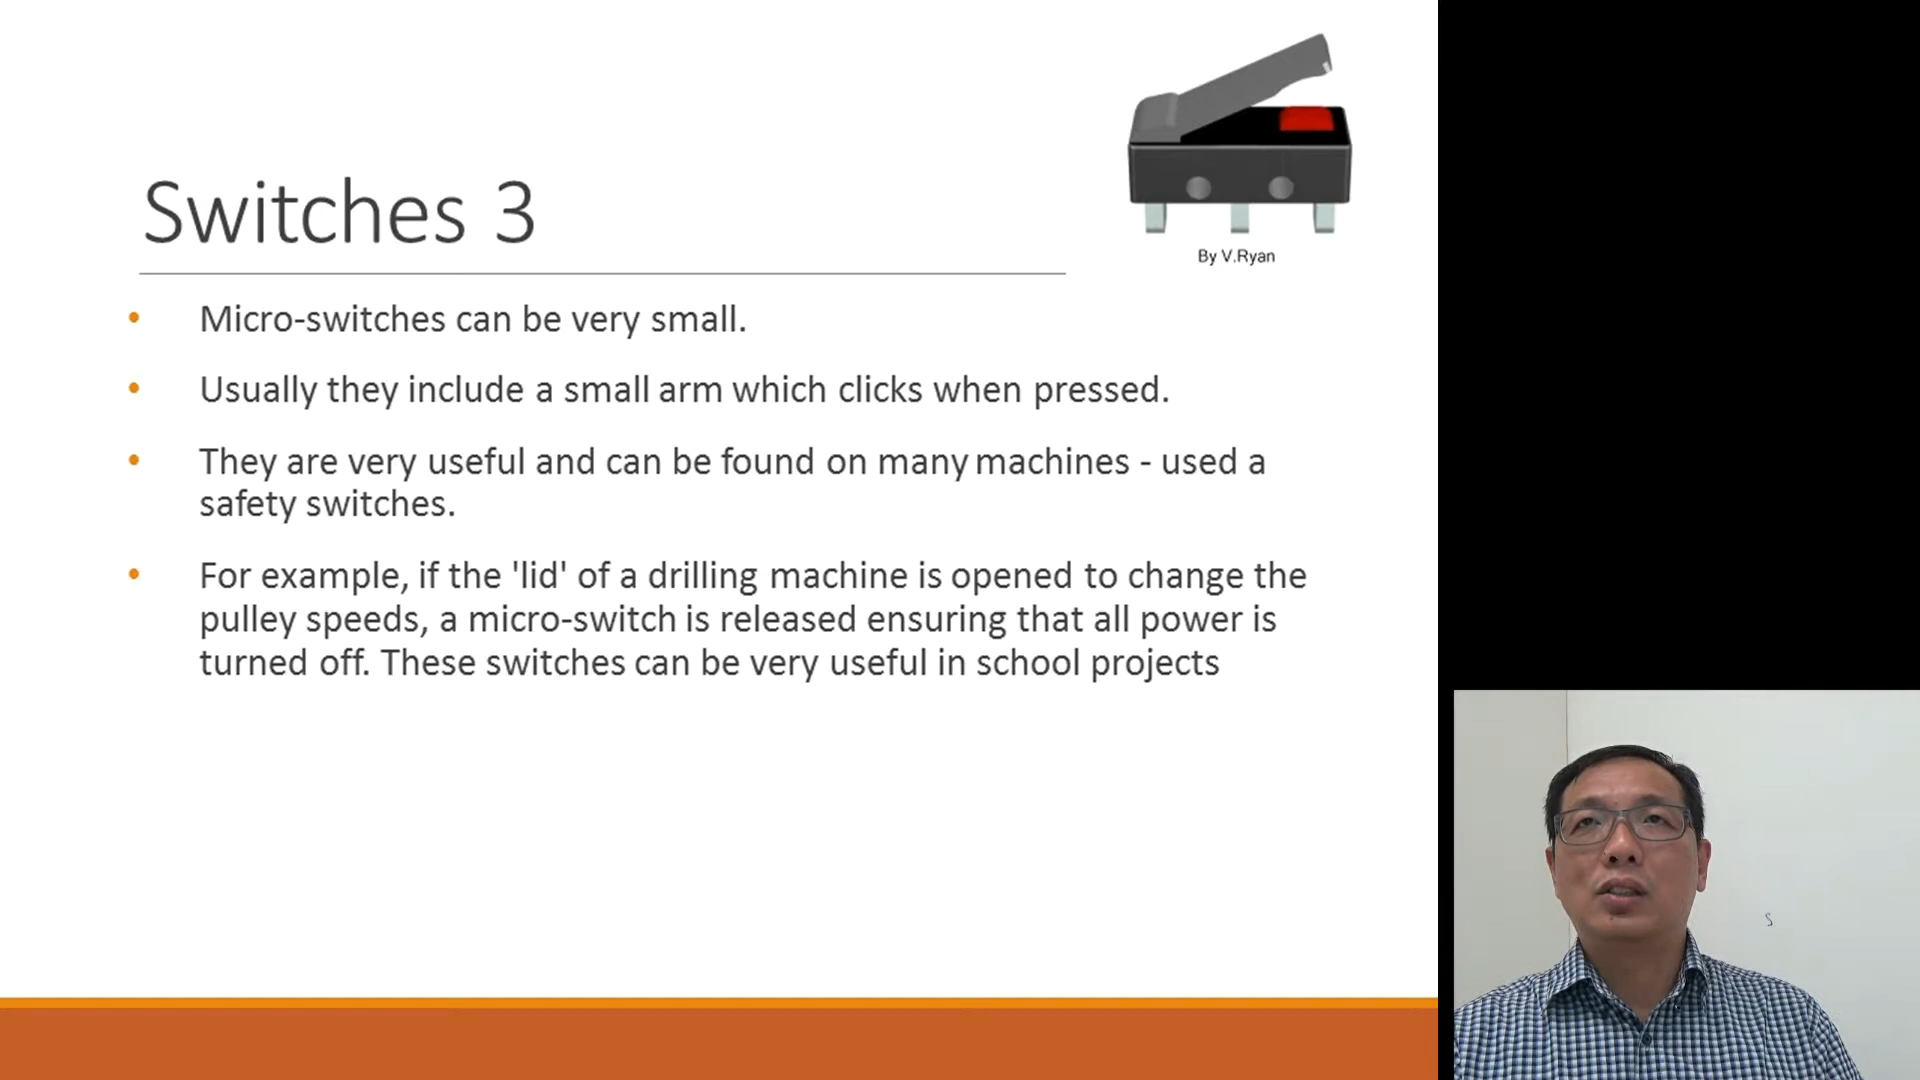 By V.Ryan
Switches 3
• Micro-switches can be very small.
• Usually they include a small arm which clicks when pressed.
• They are very useful and can be found on many machines - used a
safety switches.
• For example, if the 'lid' of a drilling machine is opened to change the
pulley speeds, a micro-switch is released ensuring that all power is
turned off. These switches can be very useful in school projects
S